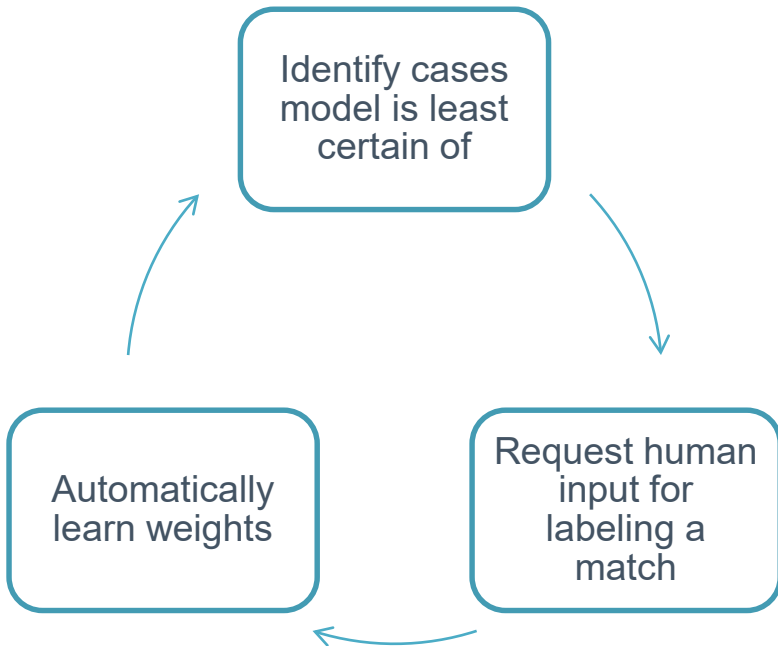 Identify cases
model is least
certain of
Request human
input for
labeling a
match
Automatically
learn weights